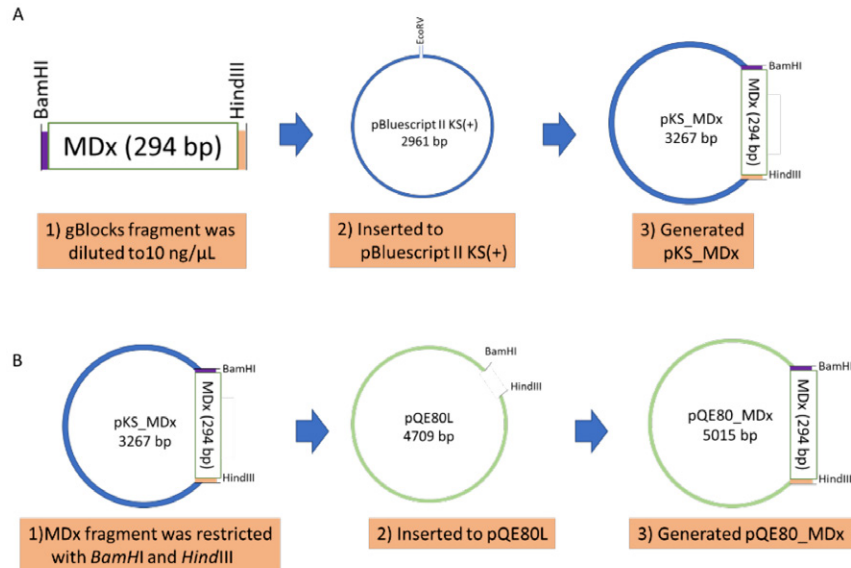 A
BamHI
HindIII
MDx (294 bp)
1) gBlocks fragment was
diluted to10 ng/µL
EcoRV
pBluescript II KS(+)
2961 bp
2) Inserted to
pBluescript II KS(+)
pKS_MDx
3267 bp
BamHI
MDx (294 bp)
HindIII
3) Generated
pKS_MDx
B
pKS_MDx
3267 bp
BamHI
MDx (294 bp)
HindIII
1)MDx fragment was restricted
with BamHI and HindIII
BamHI
HindIII
pQE80L
4709 bp
2) Inserted to pQE80L
pQE80_MDx
5015 bp
BamHI
MDx (294 bp)
HindIII
3) Generated pQE80_MDx